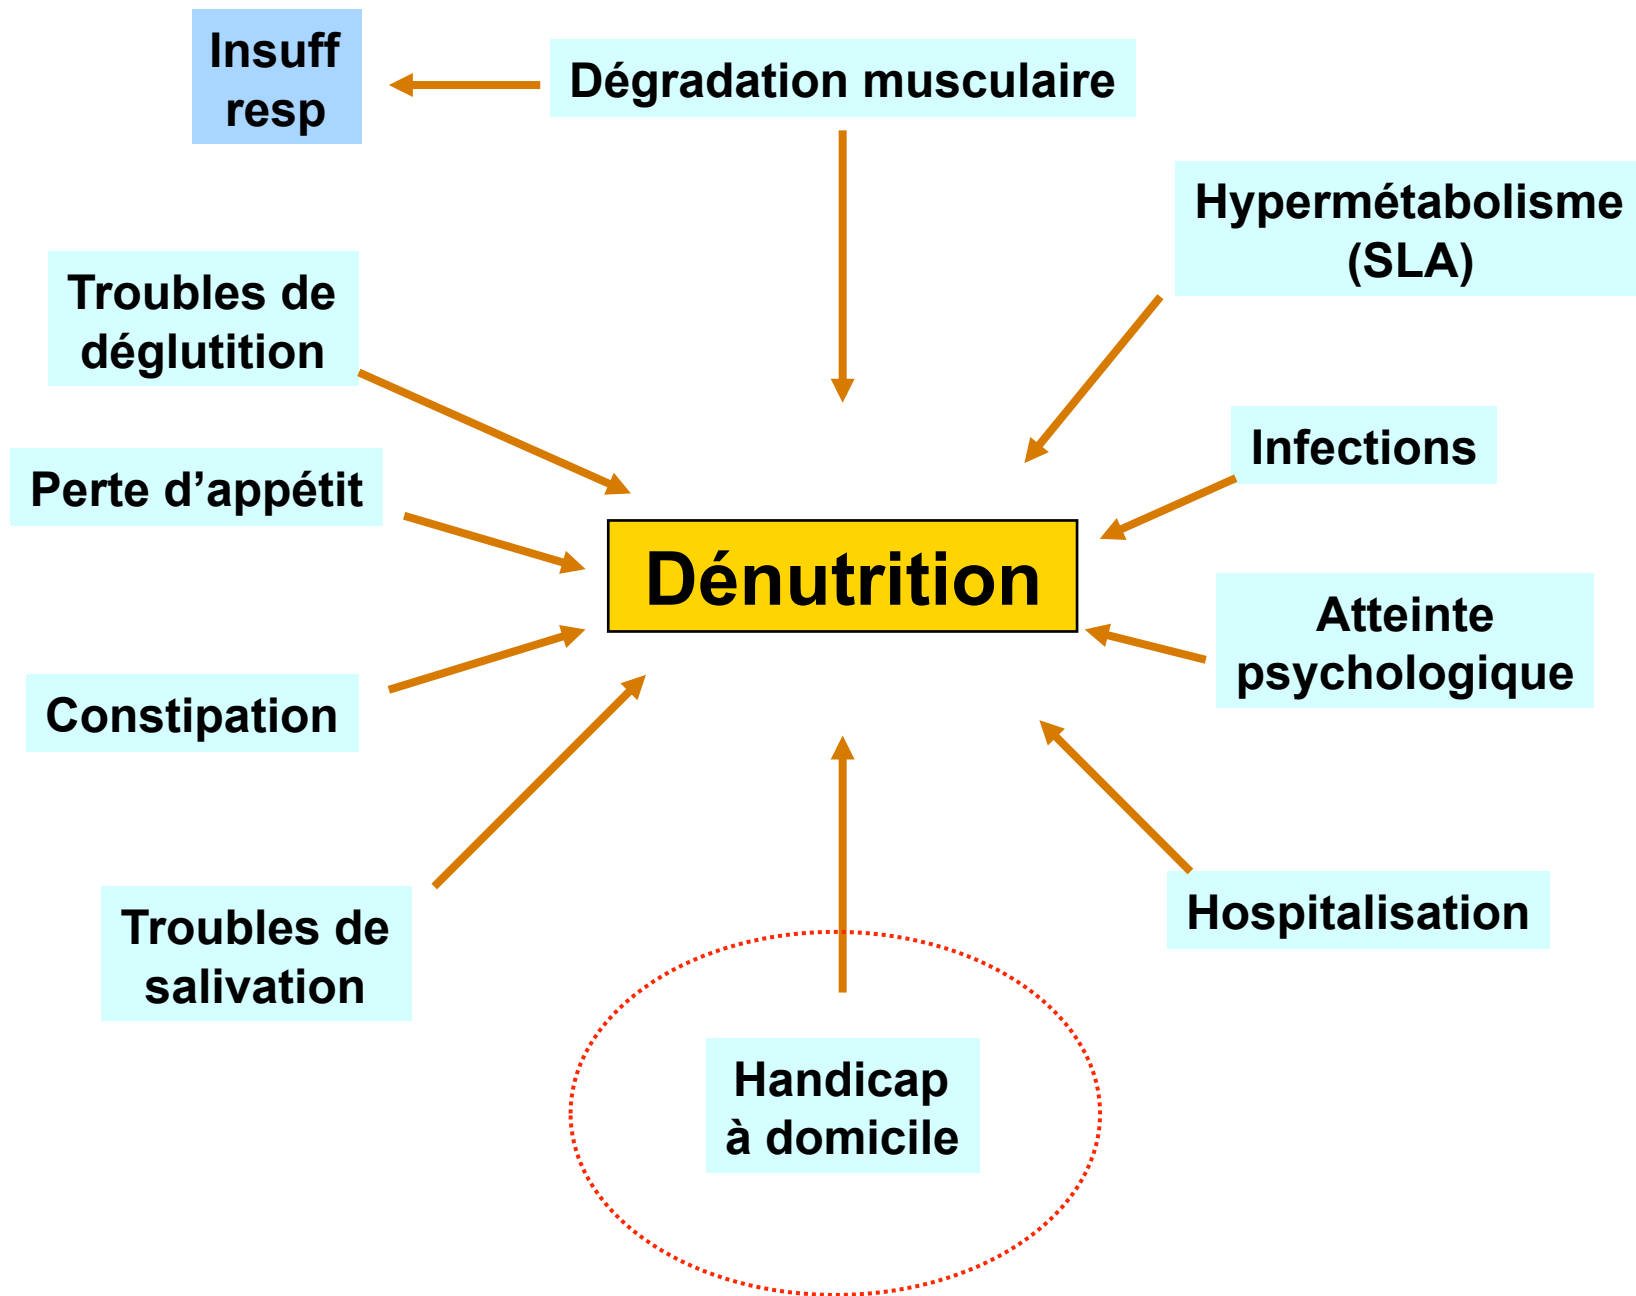 Insuff
resp
Dégradation musculaire
Hypermétabolisme
(SLA)
Troubles de
déglutition
Infections
Perte d’appétit
Dénutrition
Atteinte
psychologique
Constipation
Hospitalisation
Troubles de
salivation
Handicap
à domicile